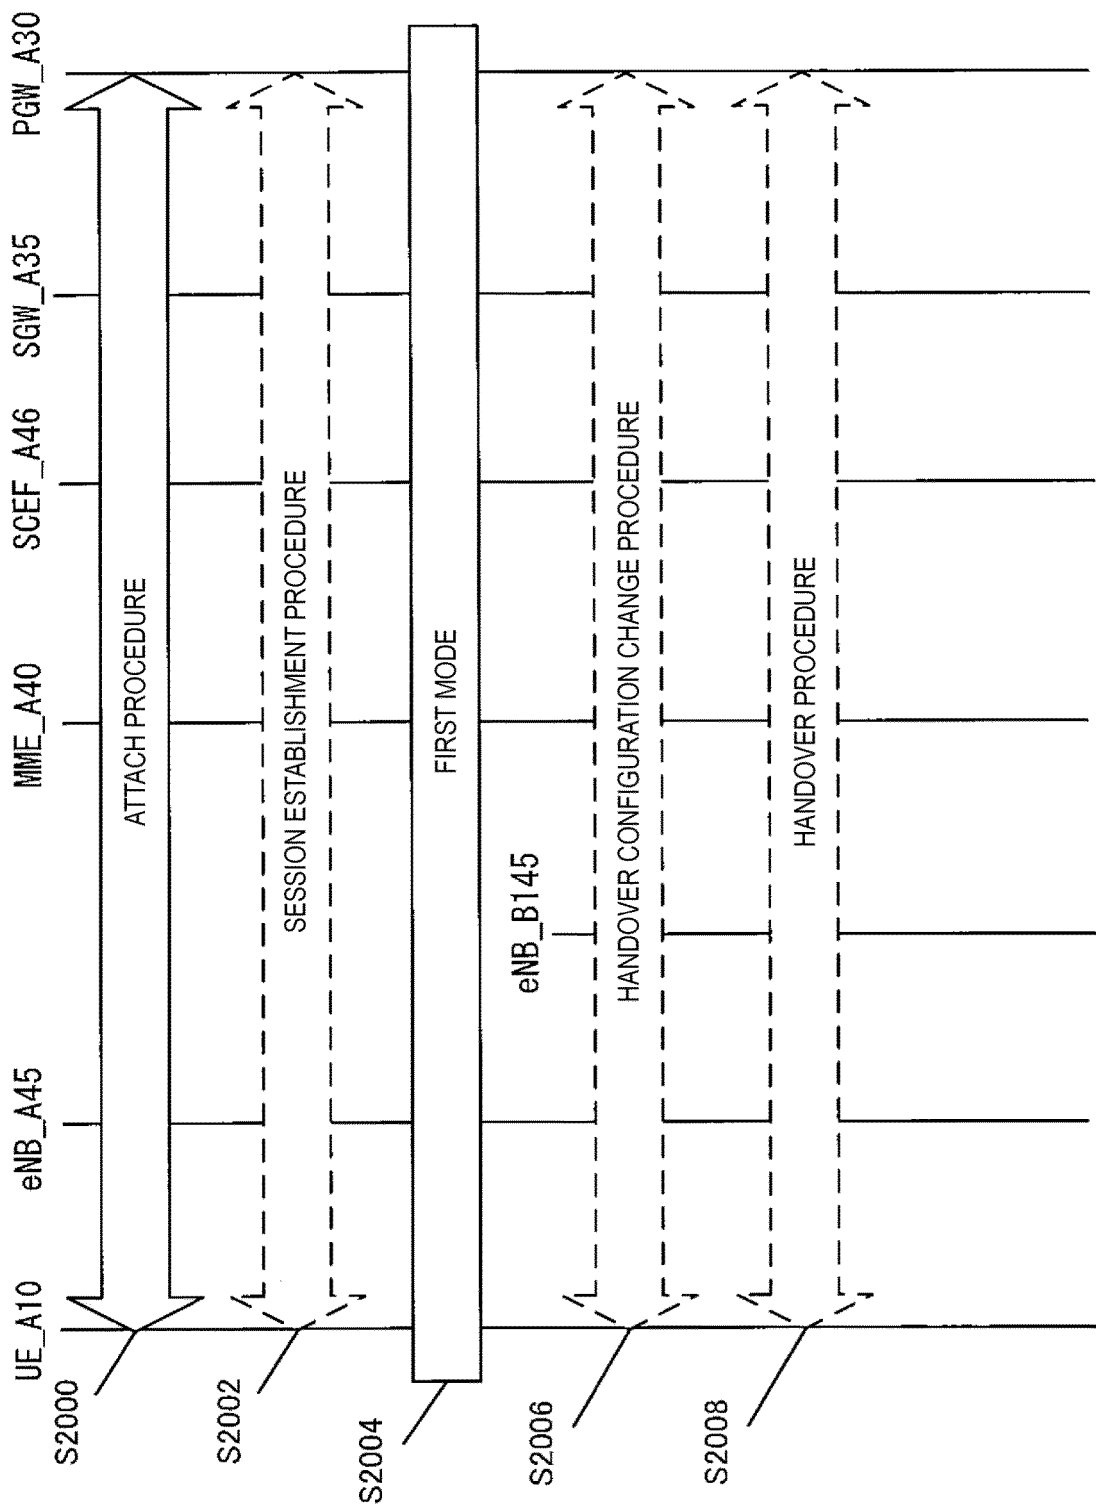 UE_A10
eNB_A45
MME_A40
SCEF_A46
SGW_A35
PGW_A30
S2000
ATTACH PROCEDURE
S2002
SESSION ESTABLISHMENT PROCEDURE
S2004
FIRST MODE
eNB_B145
S2006
HANDOVER CONFIGURATION CHANGE PROCEDURE
S2008
HANDOVER PROCEDURE